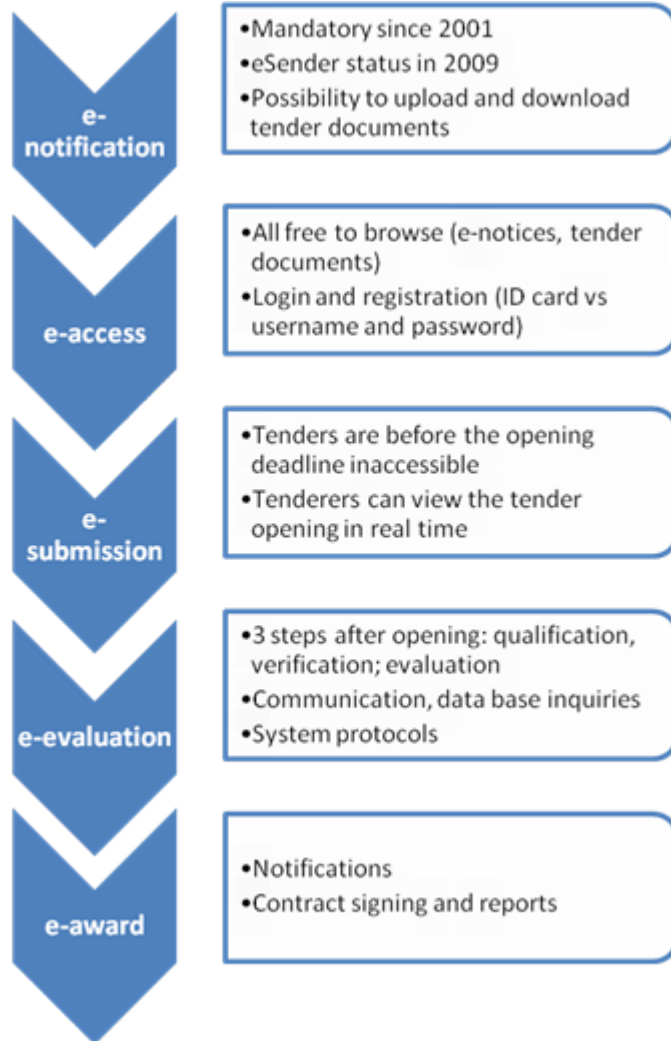 e-
notification
•Mandatory since 2001
•eSender status in 2009
•Possibility to upload and download
tender documents
e-access
•All free to browse (e-notices, tender
documents)
•Login and registration (ID card vs
username and password)
e-
submission
•Tenders are before the opening
deadline inaccessible
•Tenderers can view the tender
opening in real time
e-evaluation
•3 steps after opening: qualification,
verification; evaluation
•Communication, data base inquiries
•System protocols
e-award
•Notifications
•Contract signing and reports